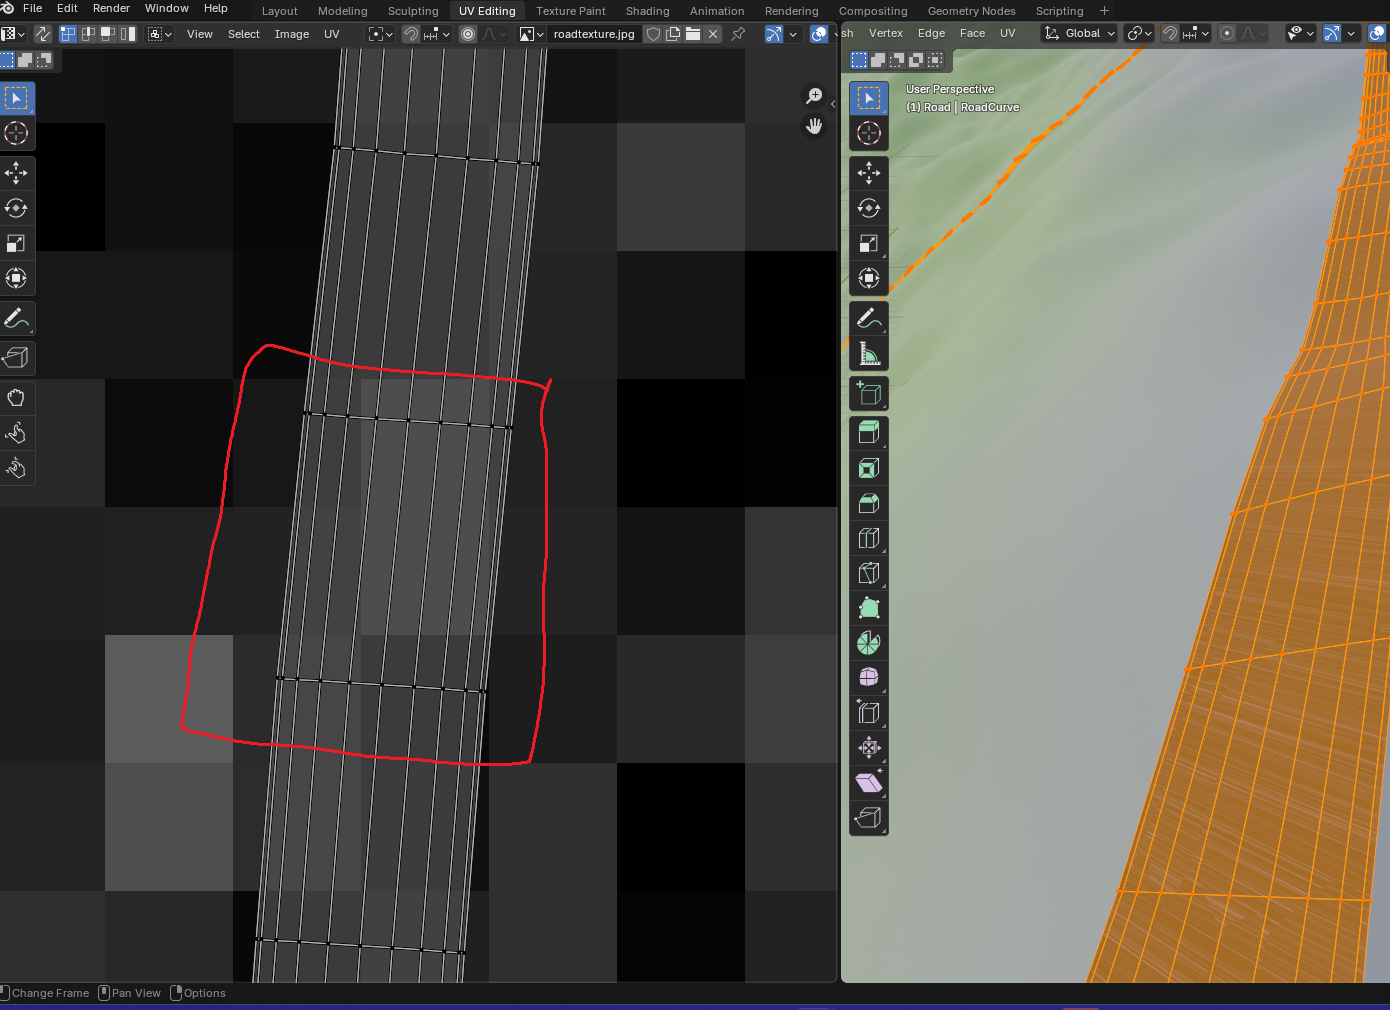 File Edit Render Window Help Layout Modeling Sculpting UV Editing Texture Paint Shading Animation Rendering Compositing Geometry Nodes Scripting +
View Select Image UV roadtexture.jpg sh Vertex Edge Face UV Global
User Perspective
(1) Road | RoadCurve
Change Frame Pan View Options